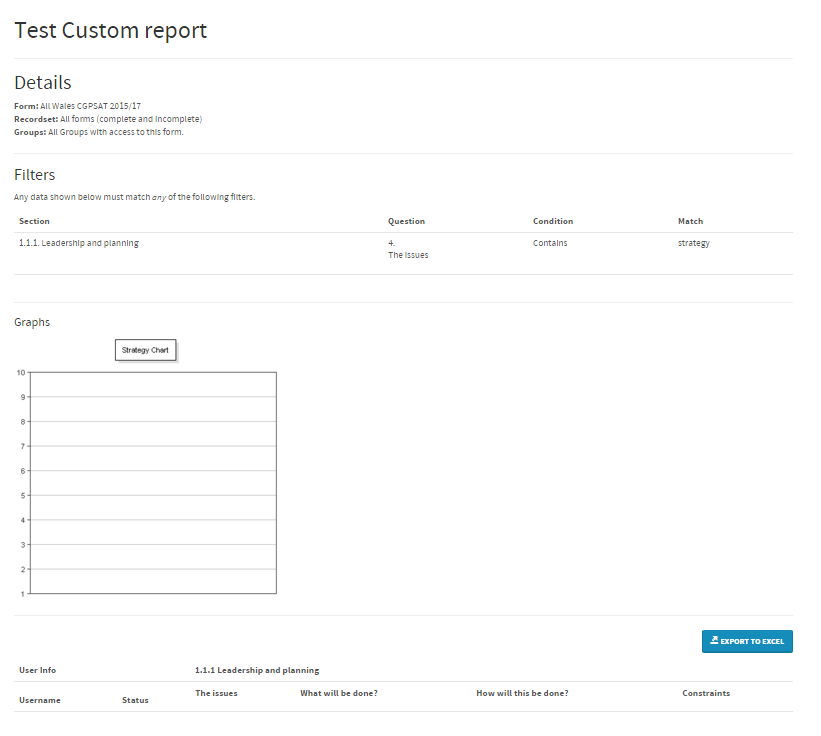 Test Custom report
Details
Form: All Wales CGPSAT 2015/17
Recordset: All forms (complete and incomplete)
Groups: All Groups with access to this form.
Filters
Any data shown below must match any of the following filters.
Section Question Condition Match
1.1.1. Leadership and planning 4. Contains strategy
The issues
Graphs
Strategy Chart
10
9
8
7
6
5
4
3
2
1
EXPORT TO EXCEL
User Info 1.1.1 Leadership and planning
The issues What will be done? How will this be done? Constraints
Username Status